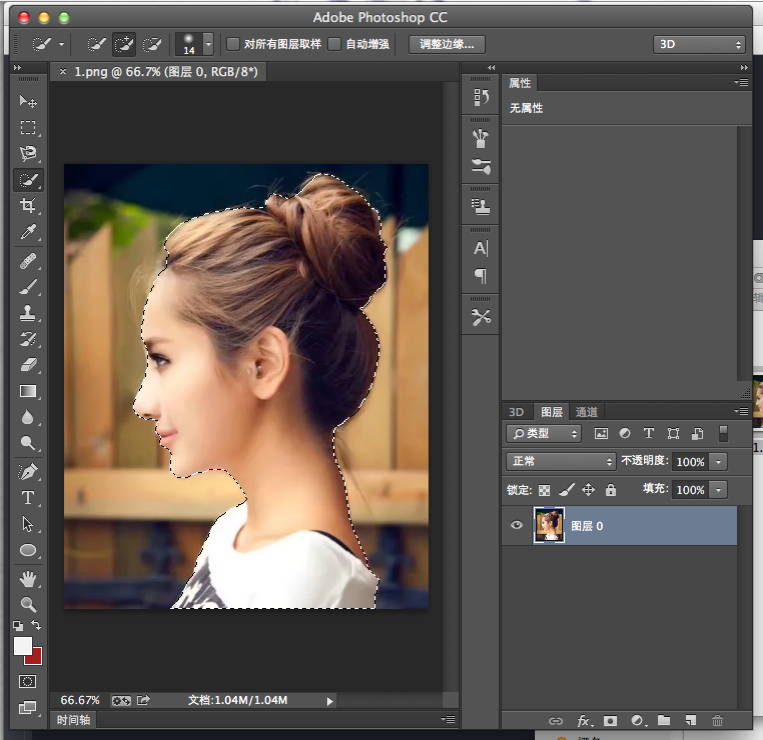 Adobe Photoshop CC
14
对所有图层取样
自动增强
调整边缘...
3D
× 1.png @ 66.7% (图层 0, RGB/8*)
属性
无属性
3D
图层
通道
类型
正常
不透明度: 100%
锁定:
填充: 100%
图层 0
66.67%
文档:1.04M/1.04M
时间轴
fx